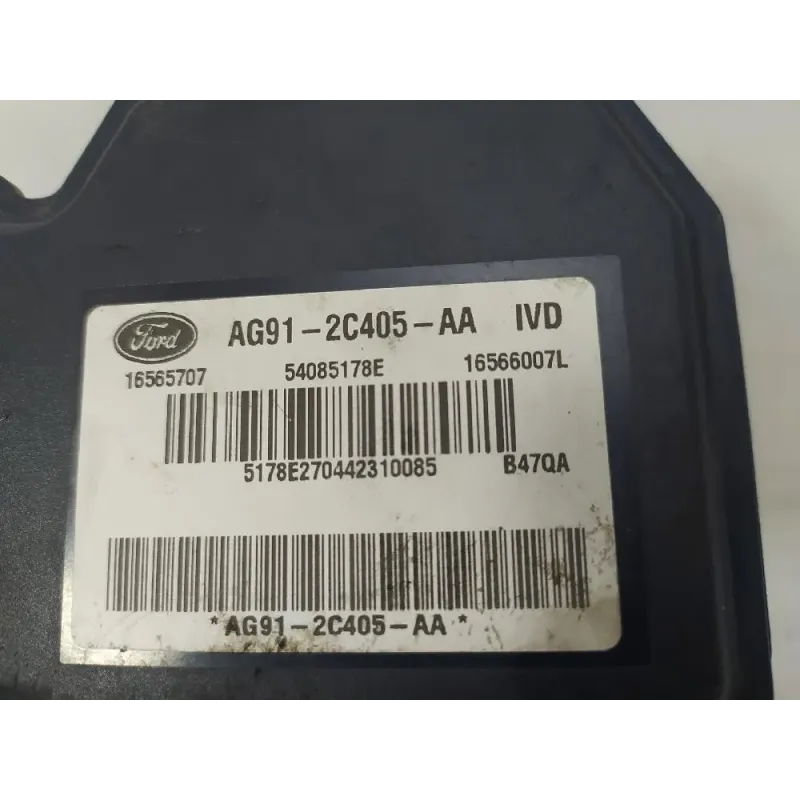 Ford AG91-2C405-AA IVD
16565707 54085178E 16566007L
5178E270442310085 B47QA
*AG91-2C405-AA*